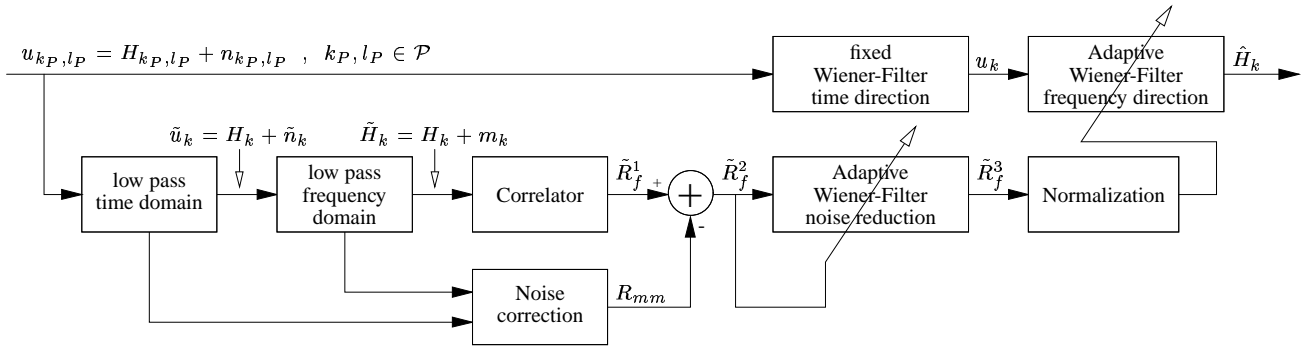 u_{k_P,l_P} = H_{k_P,l_P} + n_{k_P,l_P} , k_P, l_P ∈ 𝒫
fixed
Wiener-Filter
time direction
u_k
Adaptive
Wiener-Filter
frequency direction
Ĥ_k
ũ_k = H_k + ñ_k
H̃_k = H_k + m_k
low pass
time domain
low pass
frequency
domain
Correlator
R̃_f^1
+
+
-
R̃_f^2
Adaptive
Wiener-Filter
noise reduction
R̃_f^3
Normalization
Noise
correction
R_{mm}